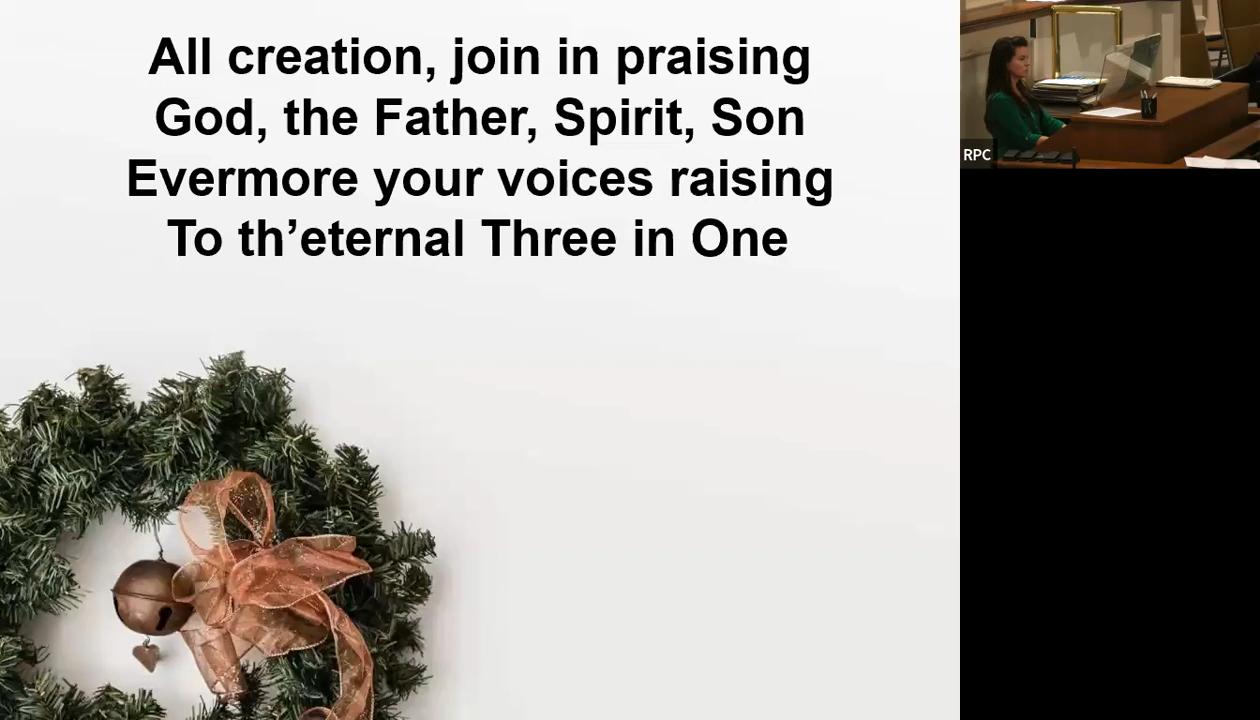 All creation, join in praising
God, the Father, Spirit, Son
Evermore your voices raising
To th’eternal Three in One
RPC